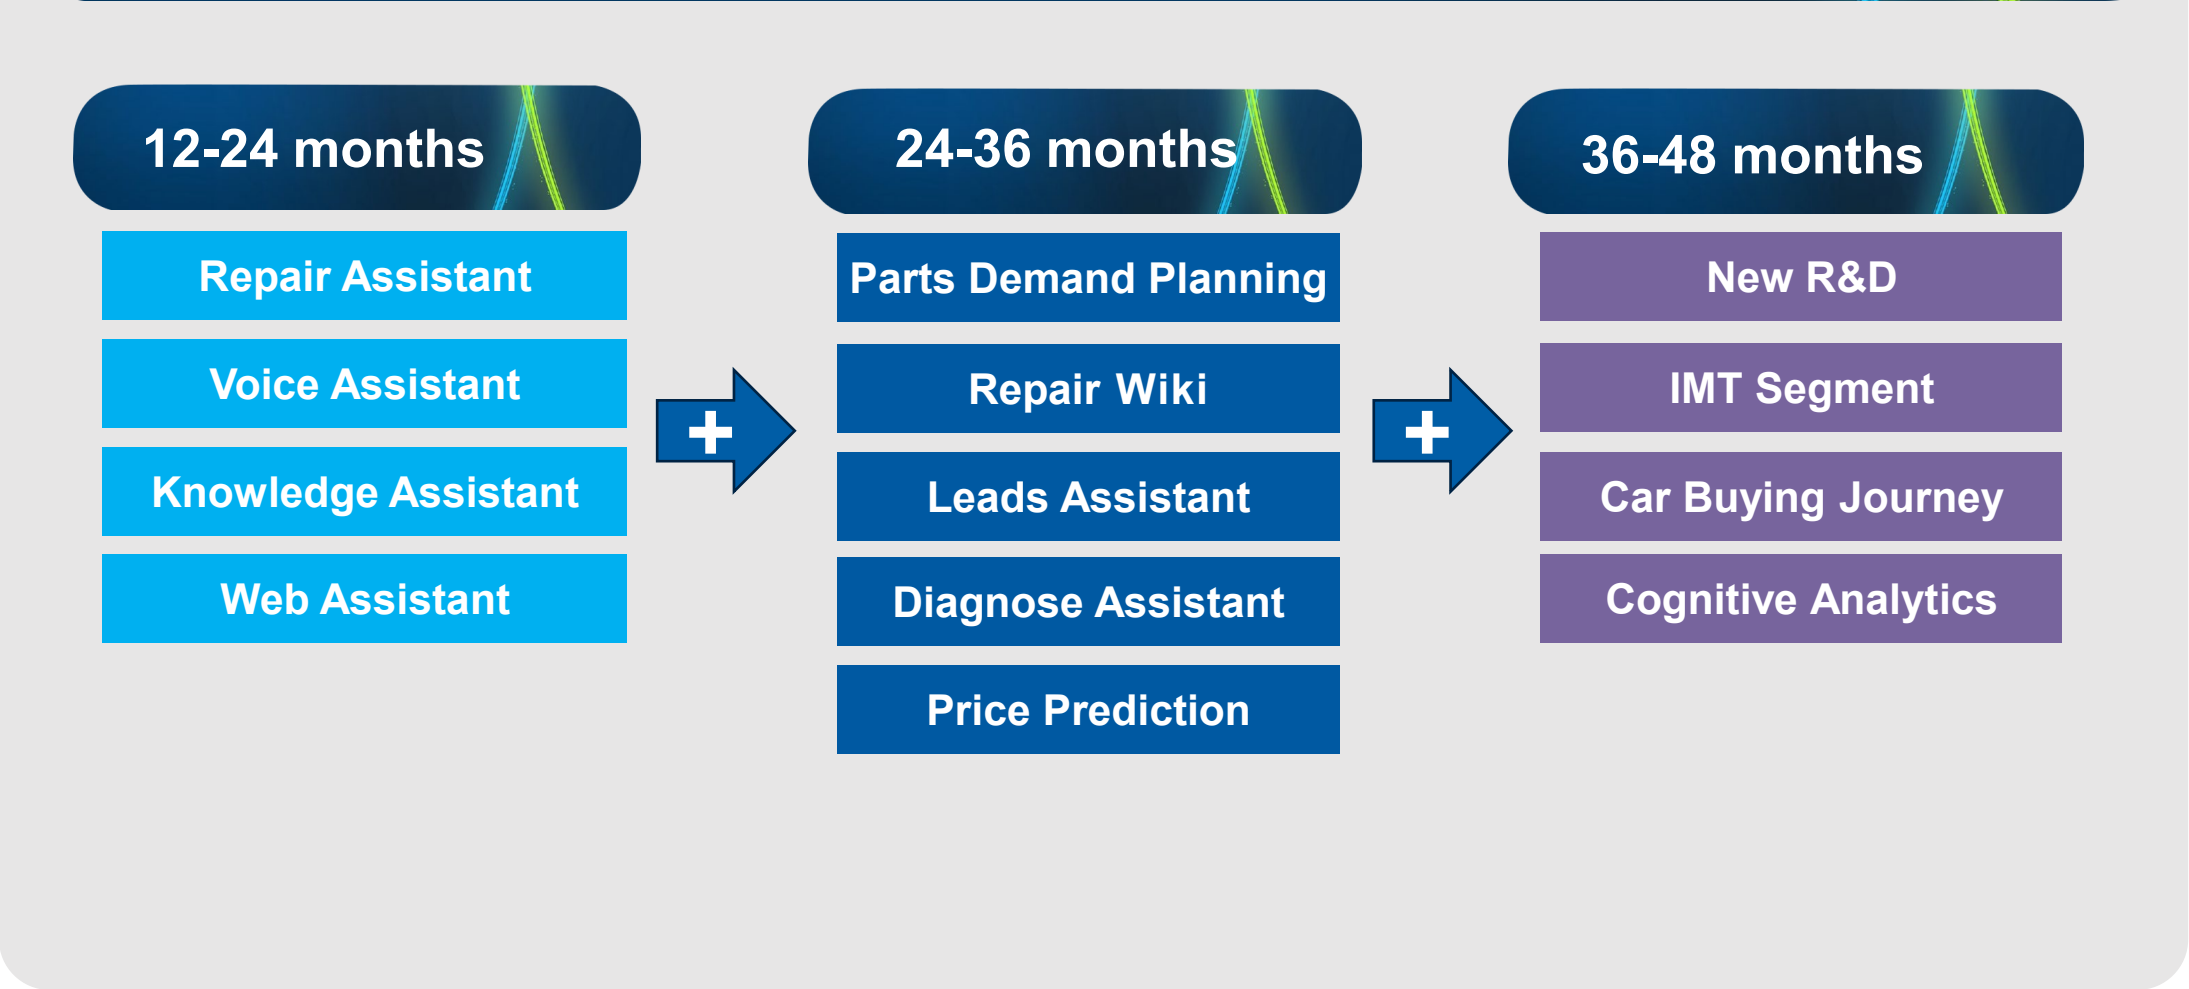 12-24 months
Repair Assistant
Voice Assistant
Knowledge Assistant
Web Assistant
24-36 months
Parts Demand Planning
Repair Wiki
Leads Assistant
Diagnose Assistant
Price Prediction
36-48 months
New R&D
IMT Segment
Car Buying Journey
Cognitive Analytics